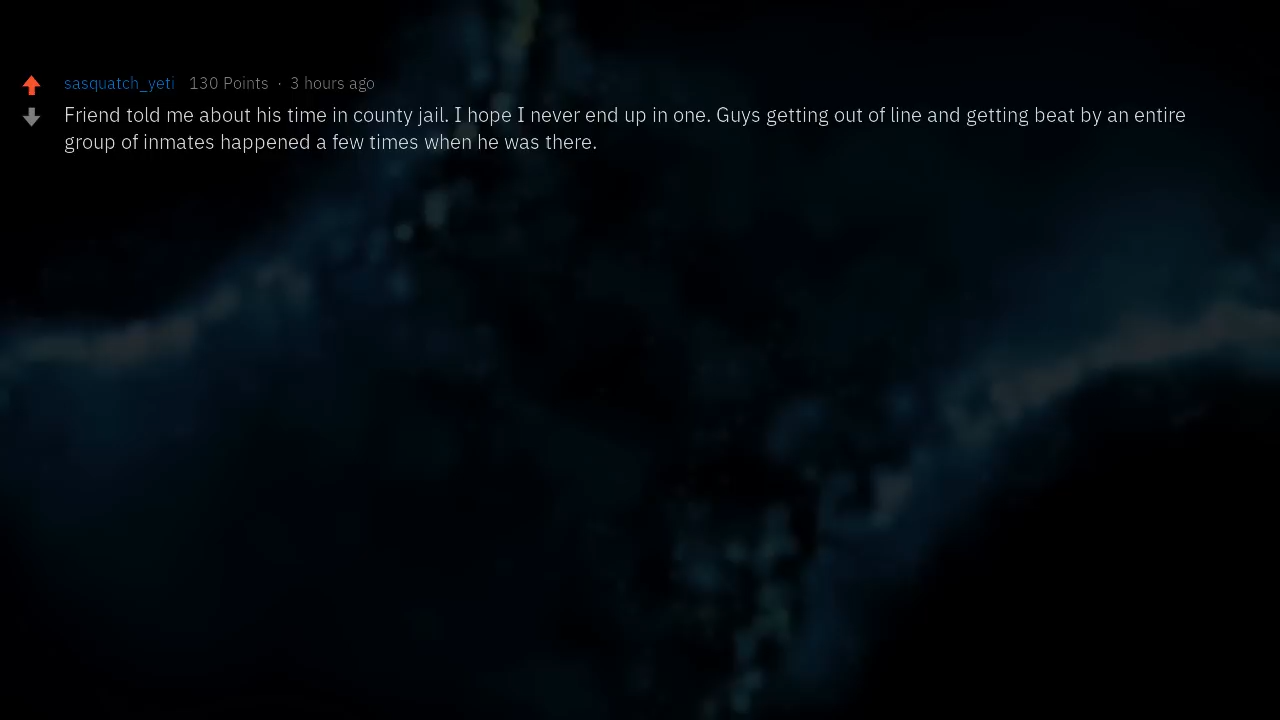 sasquatch_yeti 130 Points · 3 hours ago
Friend told me about his time in county jail. I hope I never end up in one. Guys getting out of line and getting beat by an entire
group of inmates happened a few times when he was there.